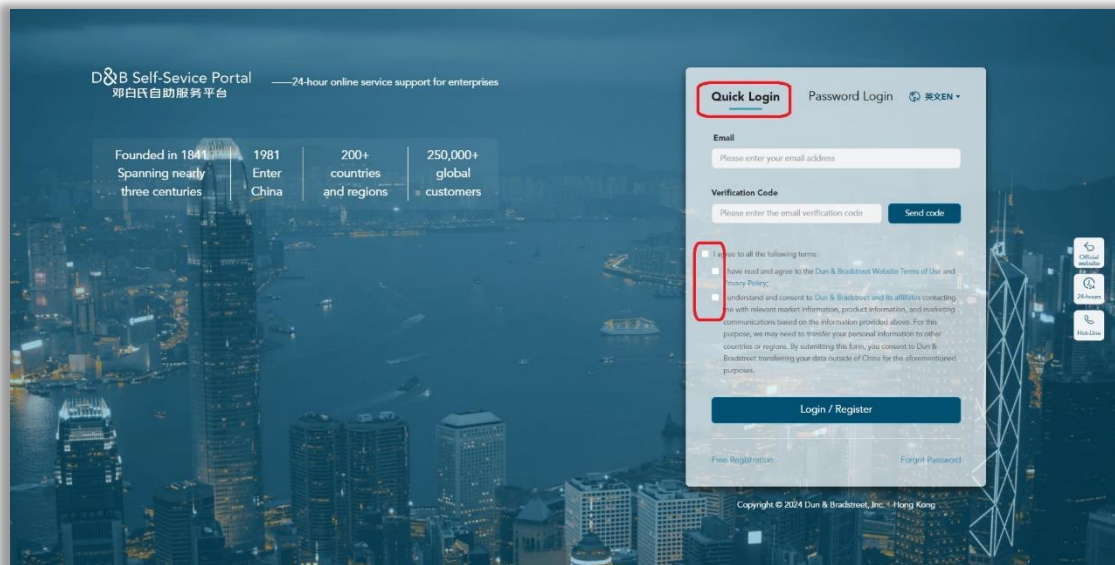 D&B Self-Sevice Portal
邓白氏自助服务平台
——24-hour online service support for enterprises
Founded in 1841
Spanning nearly
three centuries
1981
Enter
China
200+
countries
and regions
250,000+
global
customers
Quick Login
Password Login
英文EN
Email
Please enter your email address
Verification Code
Please enter the email verification code
Send code
I agree to all the following terms:
I have read and agree to the Dun & Bradstreet Website Terms of Use and
Privacy Policy;
I understand and consent to Dun & Bradstreet and its affiliates contacting
me with relevant market information, product information, and marketing
communications based on the information provided above. For this
purpose, we may need to transfer your personal information to other
countries or regions. By submitting this form, you consent to Dun &
Bradstreet transferring your data outside of China for the aforementioned
purposes.
Login / Register
Free Registration
Forgot Password
Copyright © 2024 Dun & Bradstreet, Inc. - Hong Kong
Official
website
24
24-hours
Hot-Line